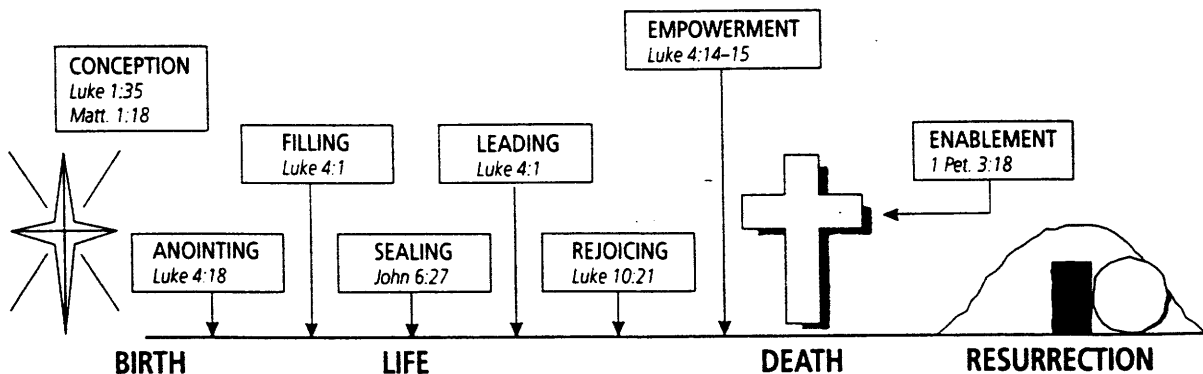 CONCEPTION
Luke 1:35
Matt. 1:18
ANOINTING
Luke 4:18
FILLING
Luke 4:1
SEALING
John 6:27
LEADING
Luke 4:1
REJOICING
Luke 10:21
EMPOWERMENT
Luke 4:14–15
ENABLEMENT
1 Pet. 3:18
BIRTH
LIFE
DEATH
RESURRECTION